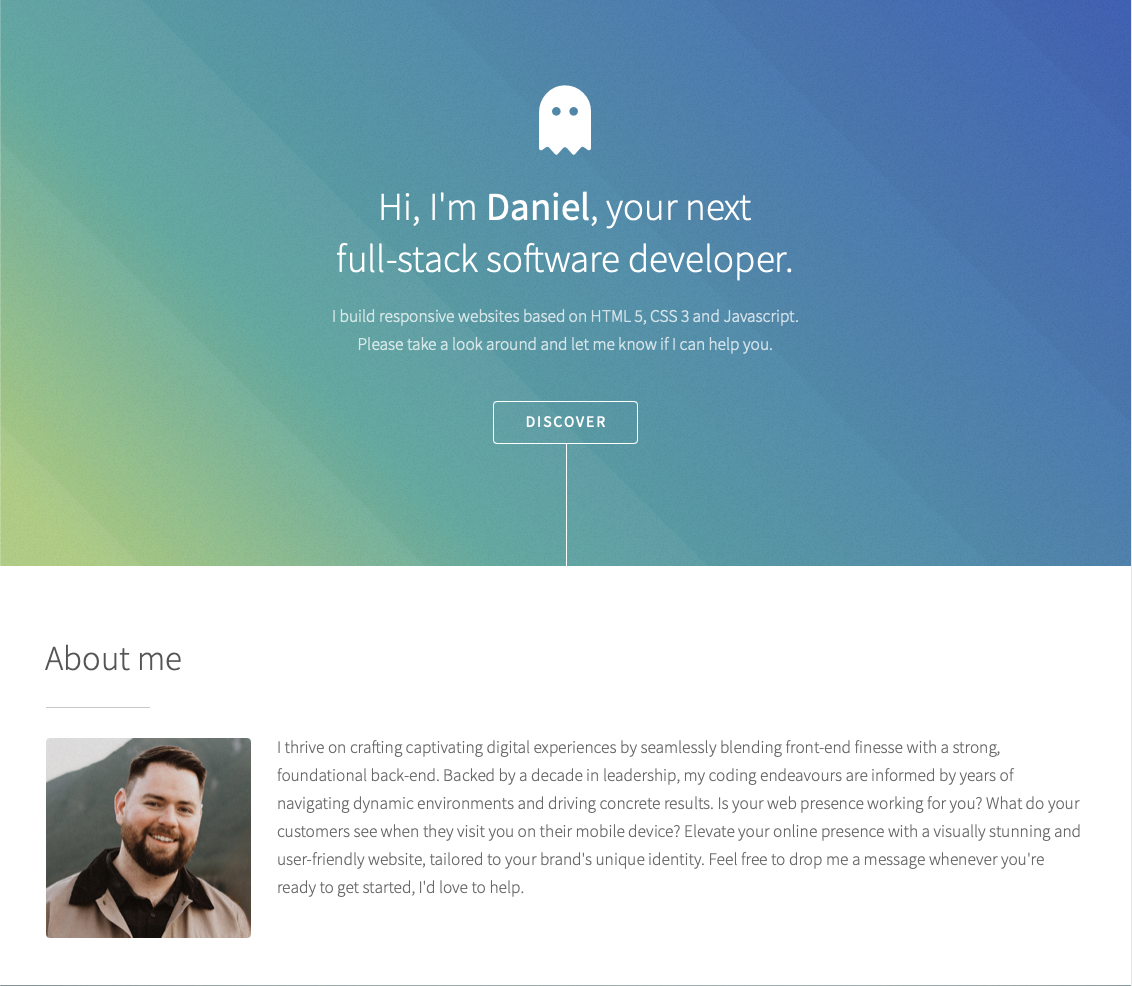 Hi, I'm Daniel, your next
full-stack software developer.
I build responsive websites based on HTML 5, CSS 3 and Javascript.
Please take a look around and let me know if I can help you.
DISCOVER
About me
I thrive on crafting captivating digital experiences by seamlessly blending front-end finesse with a strong,
foundational back-end. Backed by a decade in leadership, my coding endeavours are informed by years of
navigating dynamic environments and driving concrete results. Is your web presence working for you? What do your
customers see when they visit you on their mobile device? Elevate your online presence with a visually stunning and
user-friendly website, tailored to your brand's unique identity. Feel free to drop me a message whenever you're
ready to get started, I'd love to help.